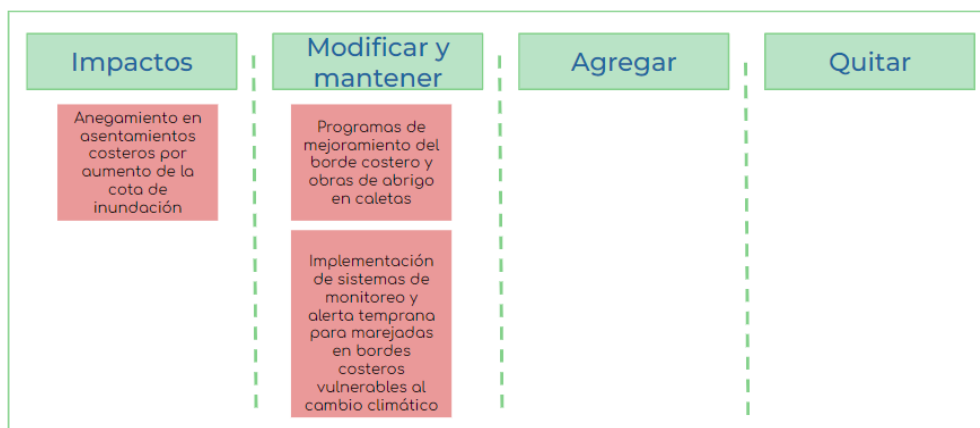 Impactos
Modificar y
mantener
Agregar
Quitar
Anegamiento en
asentamientos
costeros por
aumento de la
cota de
inundación
Programas de
mejoramiento del
borde costero y
obras de abrigo
en caletas
Implementación
de sistemas de
monitoreo y
alerta temprana
para marejadas
en bordes
costeros
vulnerables al
cambio climático